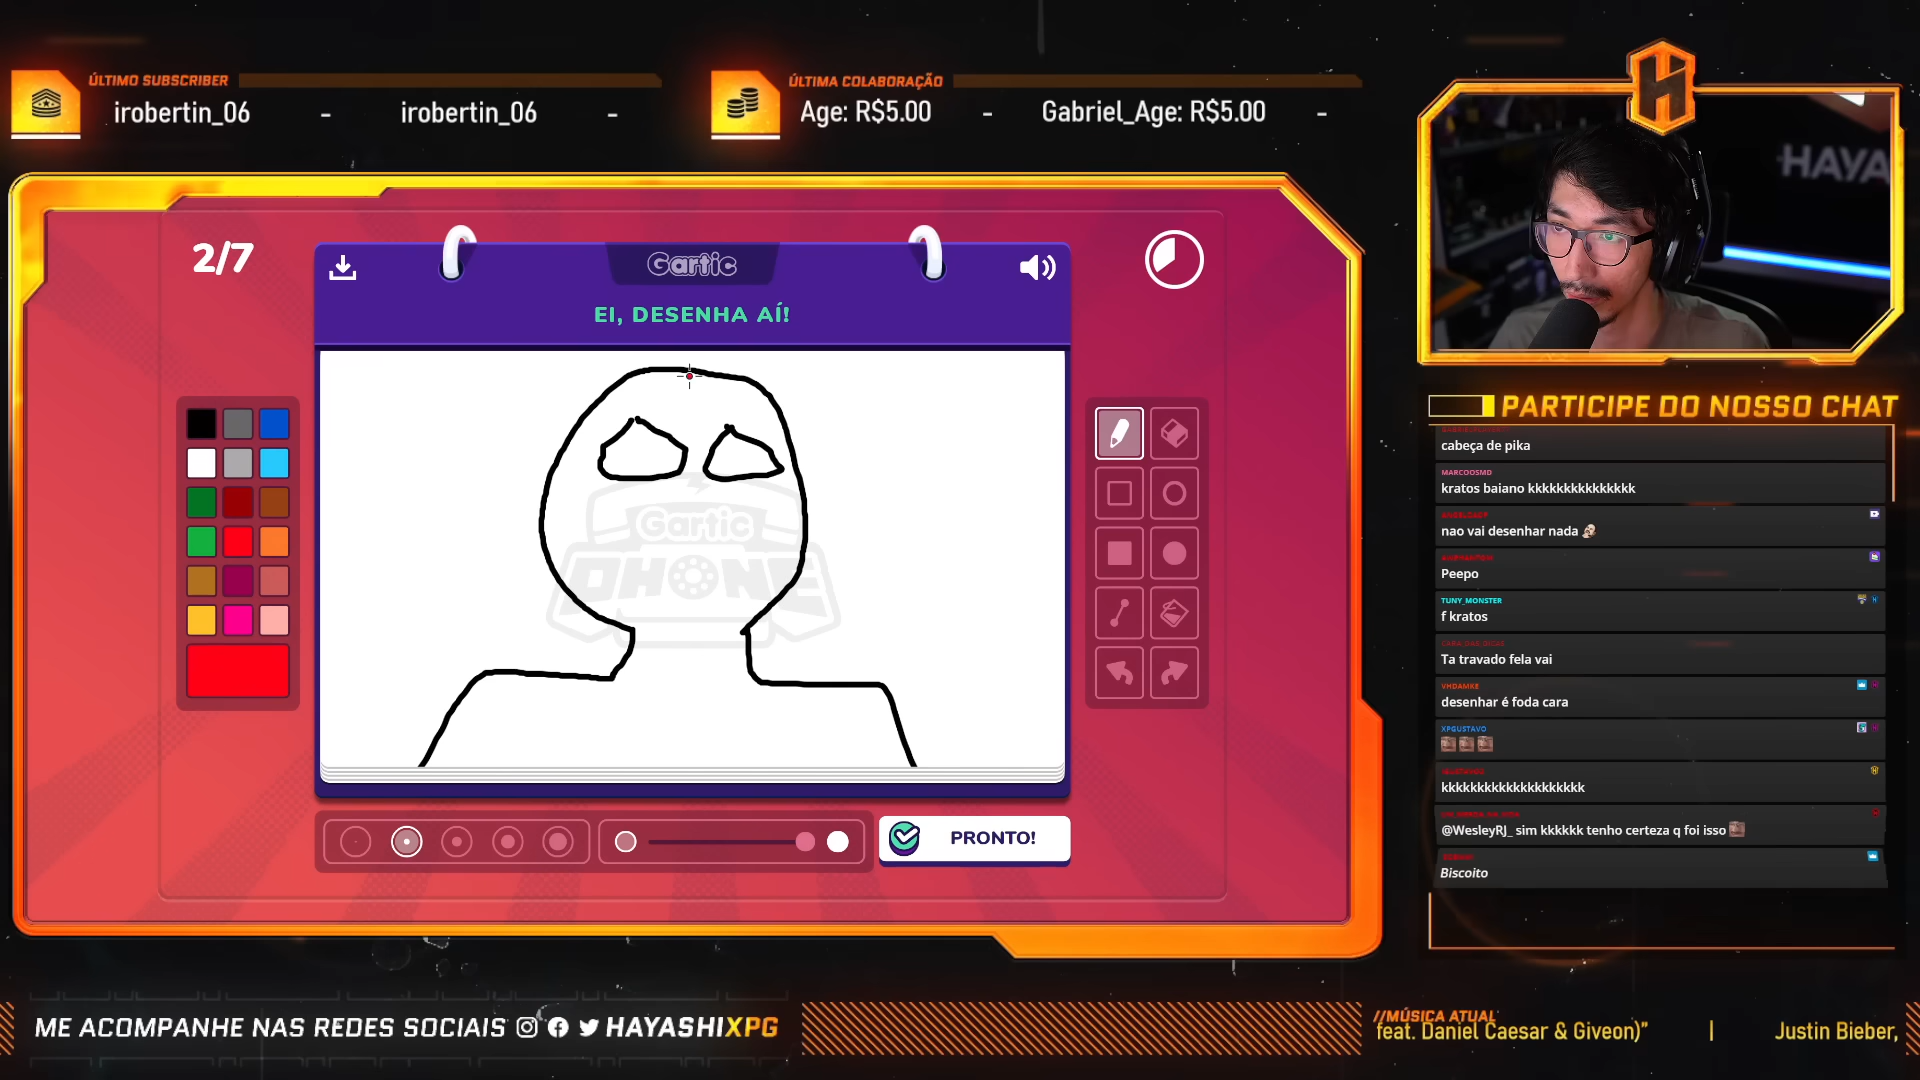 ÚLTIMO SUBSCRIBER
irobertin_06 - irobertin_06 -
ÚLTIMA COLABORAÇÃO
Age: R$5.00 - Gabriel_Age: R$5.00 -
HAYA
2/7
Gartic
EI, DESENHA AÍ!
Gartic
PHONE
PRONTO!
PARTICIPE DO NOSSO CHAT
cabeça de pika
MARCOOSMD
kratos baiano kkkkkkkkkkkkkkk
nao vai desenhar nada
Peepo
TUNY_MONSTER
f kratos
Ta travado fela vai
VHDAMKE
desenhar é foda cara
XPGUSTAVO
kkkkkkkkkkkkkkkkkkkk
@WesleyRJ_ sim kkkkkk tenho certeza q foi isso
Biscoito
ME ACOMPANHE NAS REDES SOCIAIS HAYASHIXPG
//MÚSICA ATUAL
feat. Daniel Caesar & Giveon)" | Justin Bieber,